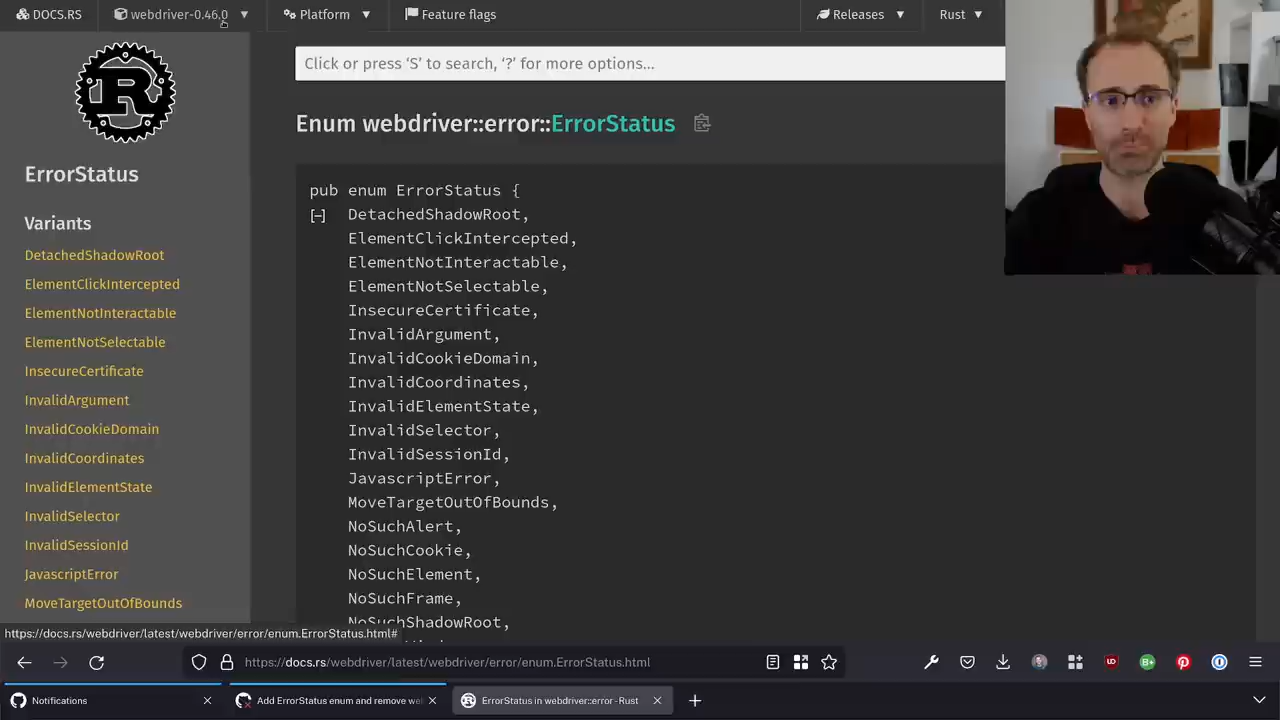 DOCS.RS
webdriver-0.46.0
Platform
Feature flags
Releases
Rust
Click or press ‘S’ to search, ‘?’ for more options…
Enum webdriver::error::ErrorStatus
ErrorStatus
Variants
DetachedShadowRoot
ElementClickIntercepted
ElementNotInteractable
ElementNotSelectable
InsecureCertificate
InvalidArgument
InvalidCookieDomain
InvalidCoordinates
InvalidElementState
InvalidSelector
InvalidSessionId
JavascriptError
MoveTargetOutOfBounds
pub enum ErrorStatus {
[-] DetachedShadowRoot,
ElementClickIntercepted,
ElementNotInteractable,
ElementNotSelectable,
InsecureCertificate,
InvalidArgument,
InvalidCookieDomain,
InvalidCoordinates,
InvalidElementState,
InvalidSelector,
InvalidSessionId,
JavascriptError,
MoveTargetOutOfBounds,
NoSuchAlert,
NoSuchCookie,
NoSuchElement,
NoSuchFrame,
NoSuchShadowRoot,
https://docs.rs/webdriver/latest/webdriver/error/enum.ErrorStatus.html#
https://docs.rs/webdriver/latest/webdriver/error/enum.ErrorStatus.html
Notifications
Add ErrorStatus enum and remove we
ErrorStatus in webdriver::error - Rust